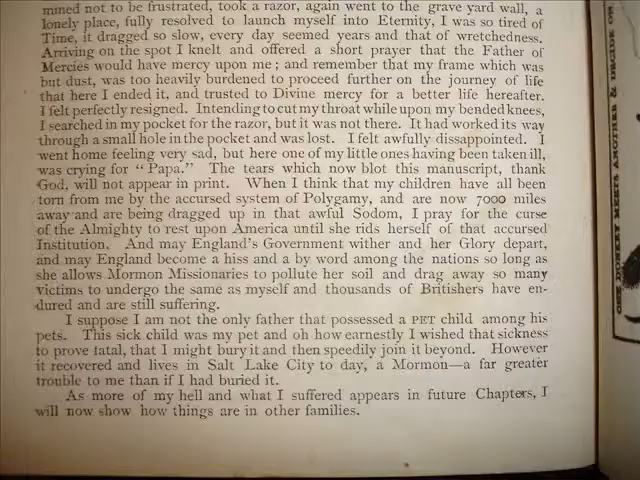 mined not to be frustrated, took a razor, again went to the grave yard wall, a
lonely place, fully resolved to launch myself into Eternity, I was so tired of
Time, it dragged so slow, every day seemed years and that of wretchedness.
Arriving on the spot I knelt and offered a short prayer that the Father of
Mercies would have mercy upon me; and remember that my frame which was
but dust, was too heavily burdened to proceed further on the journey of life
that here I ended it, and trusted to Divine mercy for a better life hereafter.
I felt perfectly resigned. Intending to cut my throat while upon my bended knees,
I searched in my pocket for the razor, but it was not there. It had worked its way
through a small hole in the pocket and was lost. I felt awfully dissappointed. I
went home feeling very sad, but here one of my little ones having been taken ill,
was crying for "Papa." The tears which now blot this manuscript, thank
God, will not appear in print. When I think that my children have all been
torn from me by the accursed system of Polygamy, and are now 7000 miles
away and are being dragged up in that awful Sodom, I pray for the curse
of the Almighty to rest upon America until she rids herself of that accursed
Institution. And may England's Government wither and her Glory depart,
and may England become a hiss and a by word among the nations so long as
she allows Mormon Missionaries to pollute her soil and drag away so many
victims to undergo the same as myself and thousands of Britishers have en-
dured and are still suffering.
I suppose I am not the only father that possessed a PET child among his
pets. This sick child was my pet and oh how earnestly I wished that sickness
to prove fatal, that I might bury it and then speedily join it beyond. However
it recovered and lives in Salt Lake City to day, a Mormon—a far greater
trouble to me than if I had buried it.
As more of my hell and what I suffered appears in future Chapters, I
will now show how things are in other families.
ONE DONKEY MEETS ANOTHER & DECIDE ON